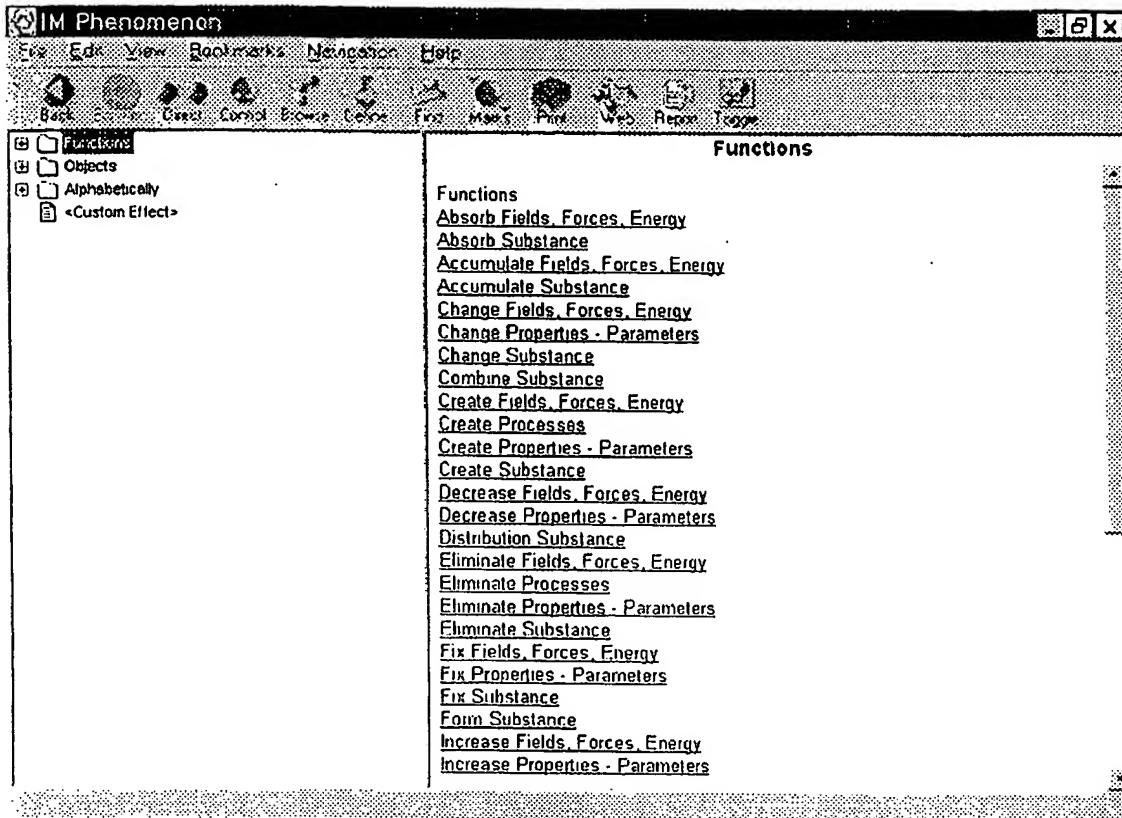 IM Phenomenon
Edit View Bookmarks Navigation Help
Back Control Browse Define Find Marks Print Web Report Toggle
Functions
Objects
Alphabetically
<Custom Effect>
Functions
Functions
Absorb Fields, Forces, Energy
Absorb Substance
Accumulate Fields, Forces, Energy
Accumulate Substance
Change Fields, Forces, Energy
Change Properties - Parameters
Change Substance
Combine Substance
Create Fields, Forces, Energy
Create Processes
Create Properties - Parameters
Create Substance
Decrease Fields, Forces, Energy
Decrease Properties - Parameters
Distribution Substance
Eliminate Fields, Forces, Energy
Eliminate Processes
Eliminate Properties - Parameters
Eliminate Substance
Fix Fields, Forces, Energy
Fix Properties - Parameters
Fix Substance
Form Substance
Increase Fields, Forces, Energy
Increase Properties - Parameters